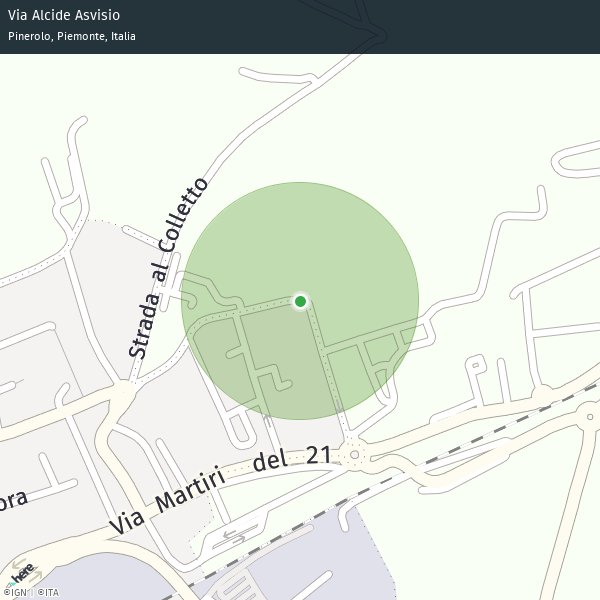 Via Alcide Asvisio
Pinerolo, Piemonte, Italia
Strada al Colletto
Via Martiri del 21
ora
here
©IGN | ©ITA